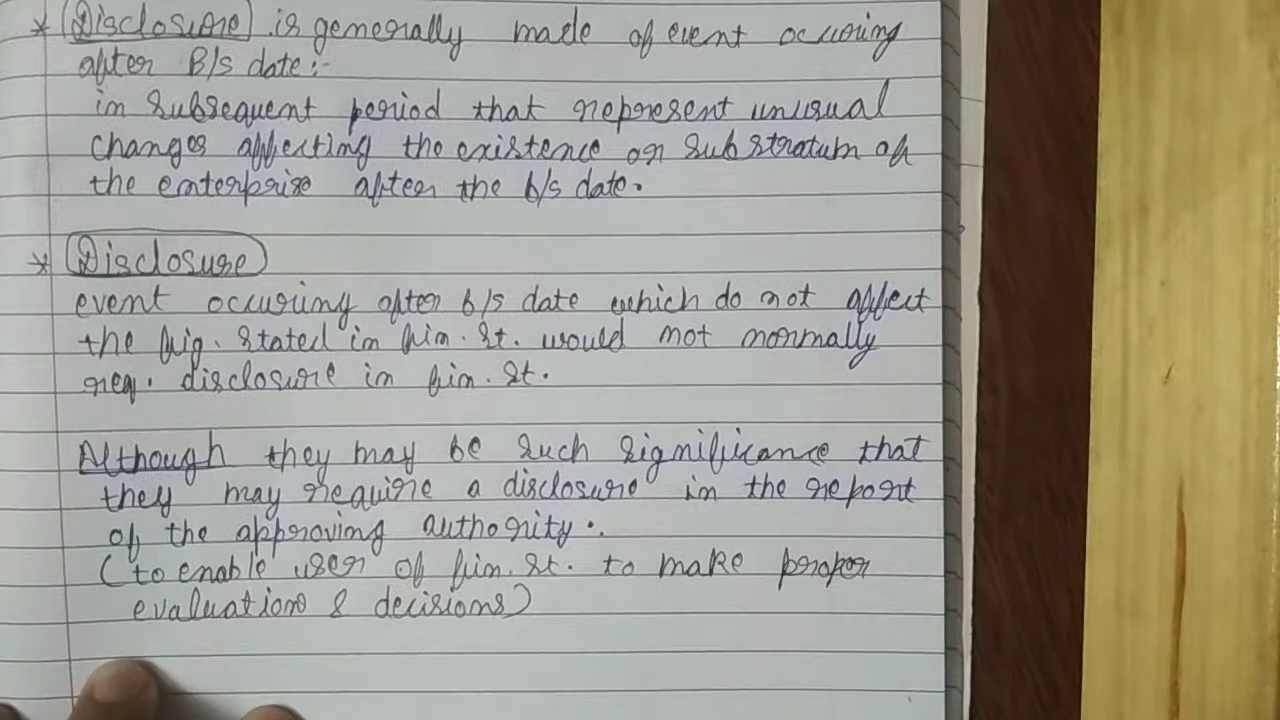 * Disclosure is generally made of event occuring
after B/s date:-
in subsequent period that represent unusual
changes affecting the existence or substratum of
the enterprise after the b/s date.
* Disclosure
event occuring after b/s date which do not affect
the fig. stated in fin. st. would not normally
req. disclosure in fin. st.
Although they may be such significance that
they may require a disclosure in the report
of the approving authority.
(to enable user of fin. st. to make proper
evaluations & decisions)